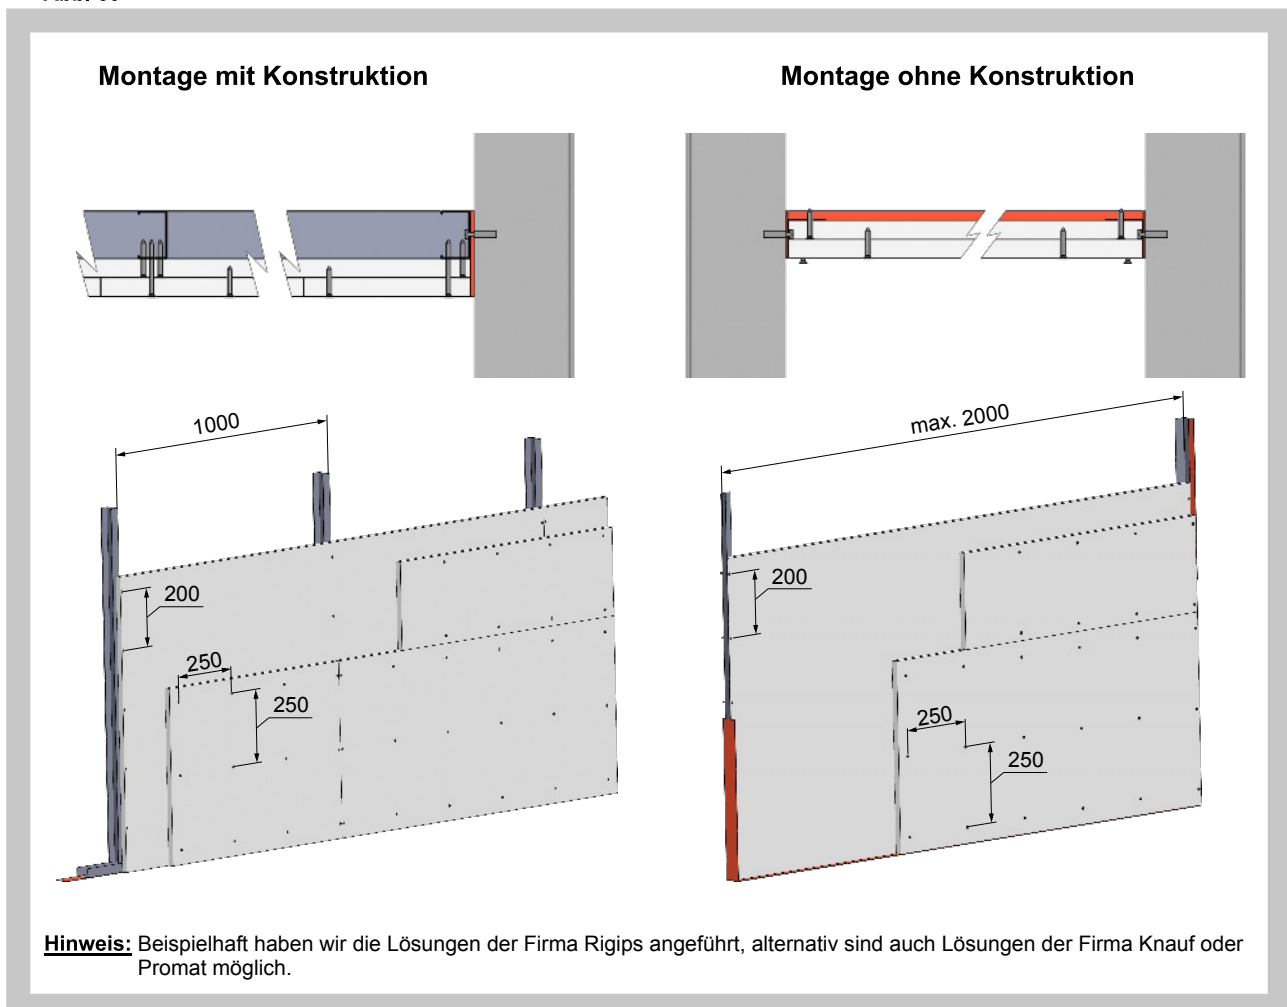 Montage mit Konstruktion
Montage ohne Konstruktion
1000
200
250
250
max. 2000
200
250
250
Hinweis: Beispielhaft haben wir die Lösungen der Firma Rigips angeführt, alternativ sind auch Lösungen der Firma Knauf oder
Promat möglich.